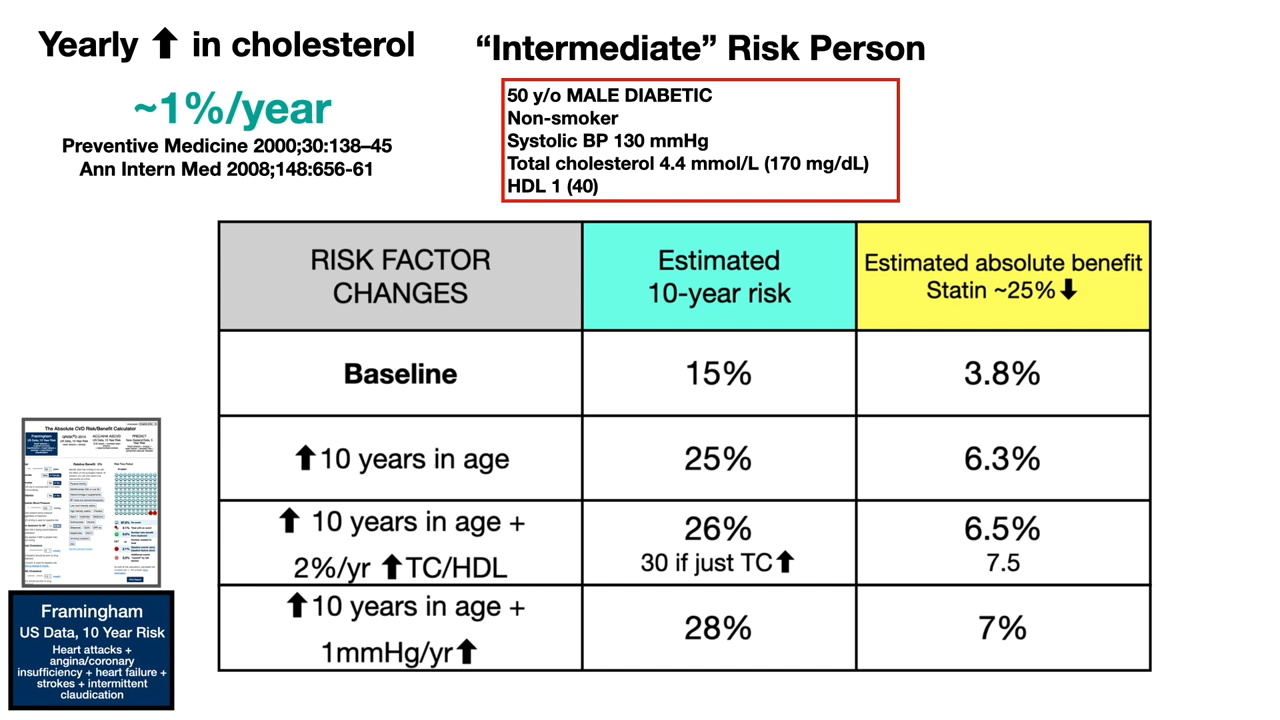 Yearly ⬆ in cholesterol
~1%/year
Preventive Medicine 2000;30:138–45
Ann Intern Med 2008;148:656-61
“Intermediate” Risk Person
50 y/o MALE DIABETIC
Non-smoker
Systolic BP 130 mmHg
Total cholesterol 4.4 mmol/L (170 mg/dL)
HDL 1 (40)
RISK FACTOR
CHANGES
Estimated
10-year risk
Estimated absolute benefit
Statin ~25%⬇
Baseline
15%
3.8%
⬆10 years in age
25%
6.3%
⬆ 10 years in age +
2%/yr ⬆TC/HDL
26%
30 if just TC⬆
6.5%
7.5
⬆10 years in age +
1mmHg/yr⬆
28%
7%
The Absolute CVD Risk/Benefit Calculator
Framingham
US Data, 10 Year Risk
Heart attacks +
angina/coronary
insufficiency + heart failure +
strokes + intermittent
claudication